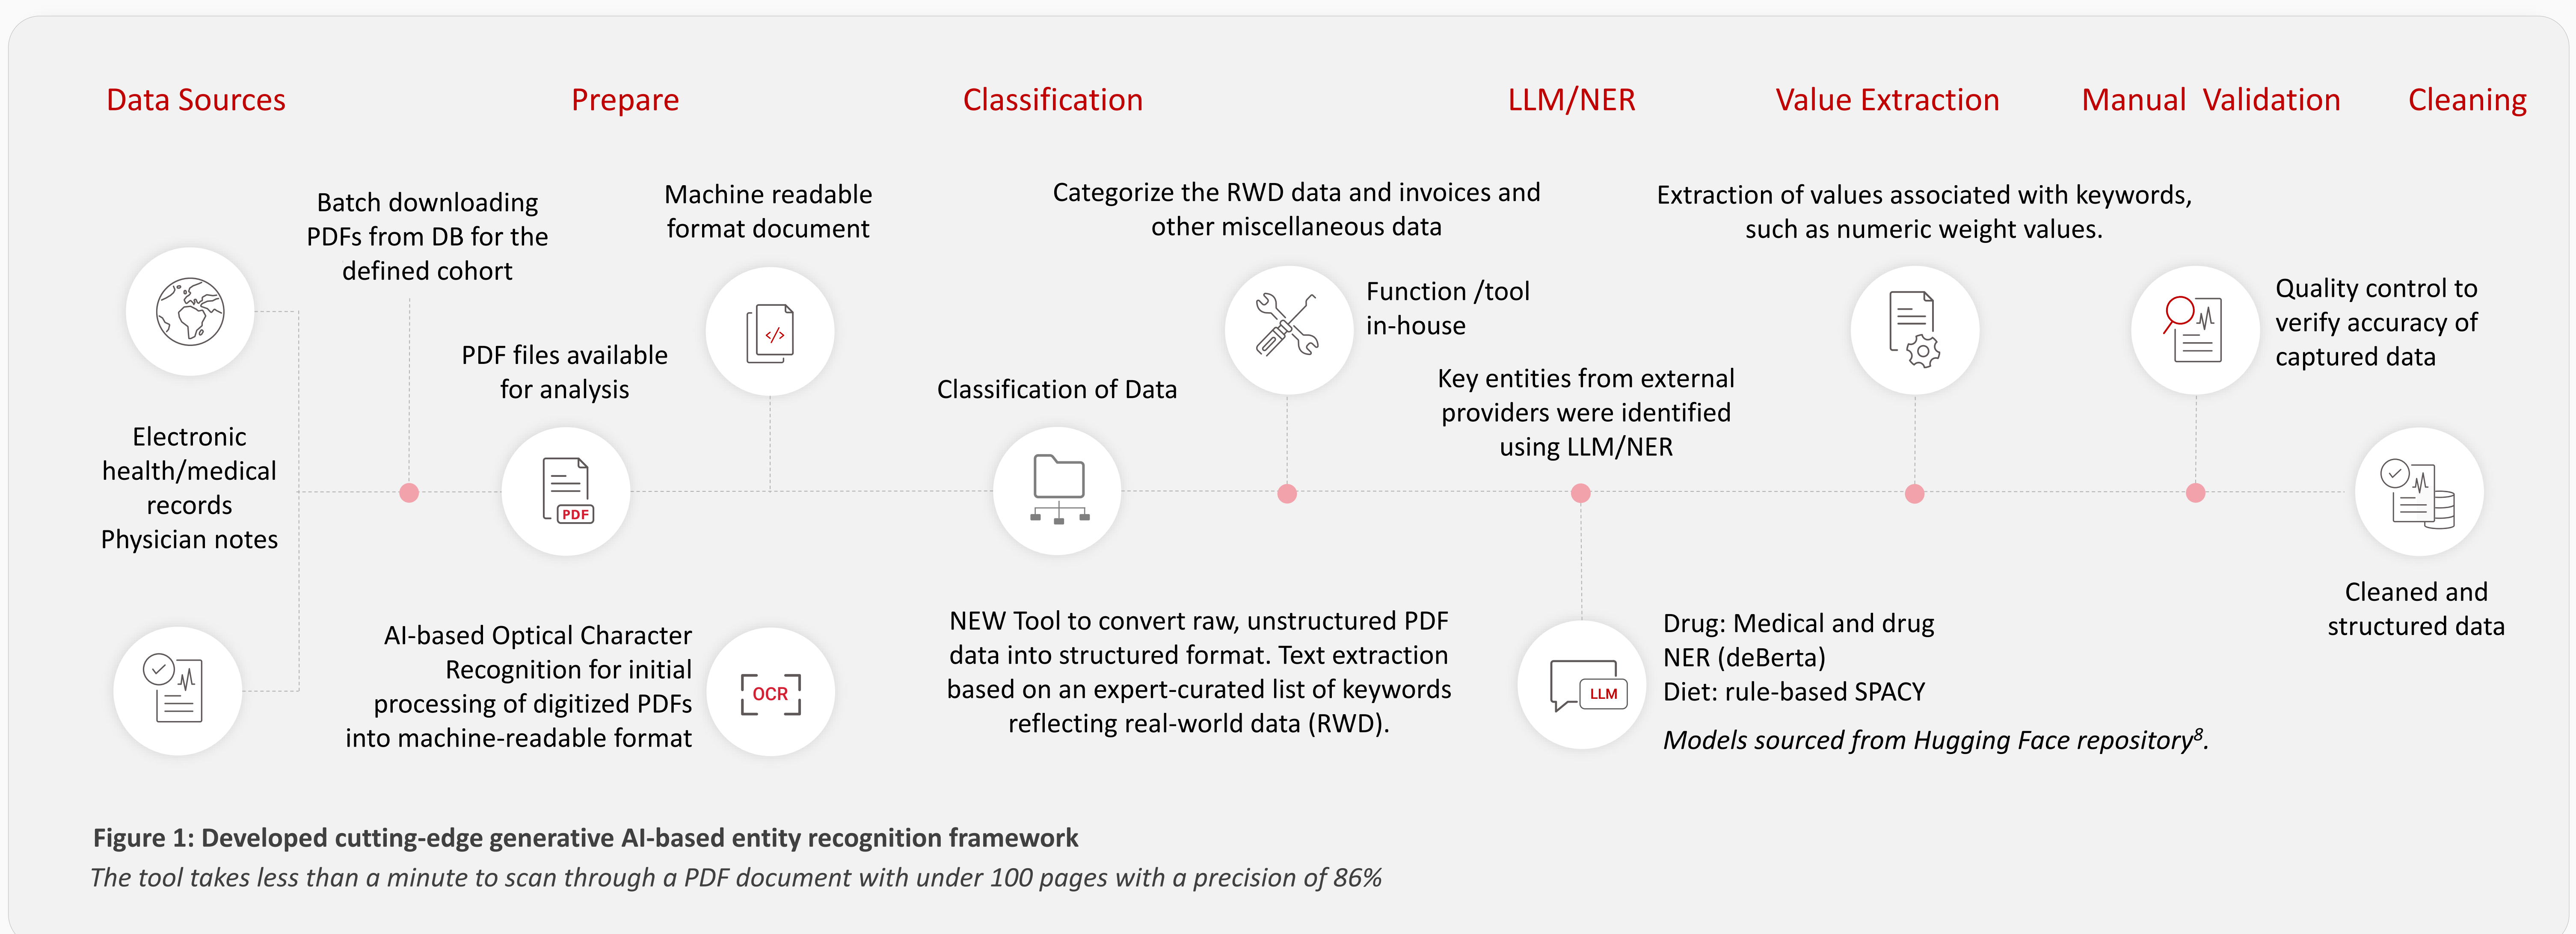 Data Sources
Prepare
Classification
LLM/NER
Value Extraction
Manual Validation
Cleaning
Electronic
health/medical
records
Physician notes
Batch downloading
PDFs from DB for the
defined cohort
PDF files available
for analysis
PDF
Machine readable
format document
</>
AI-based Optical Character
Recognition for initial
processing of digitized PDFs
into machine-readable format
OCR
Classification of Data
Categorize the RWD data and invoices and
other miscellaneous data
Function /tool
in-house
NEW Tool to convert raw, unstructured PDF
data into structured format. Text extraction
based on an expert-curated list of keywords
reflecting real-world data (RWD).
Key entities from external
providers were identified
using LLM/NER
LLM
Drug: Medical and drug
NER (deBerta)
Diet: rule-based SPACY
Models sourced from Hugging Face repository⁸.
Extraction of values associated with keywords,
such as numeric weight values.
Quality control to
verify accuracy of
captured data
Cleaned and
structured data
Figure 1: Developed cutting-edge generative AI-based entity recognition framework
The tool takes less than a minute to scan through a PDF document with under 100 pages with a precision of 86%